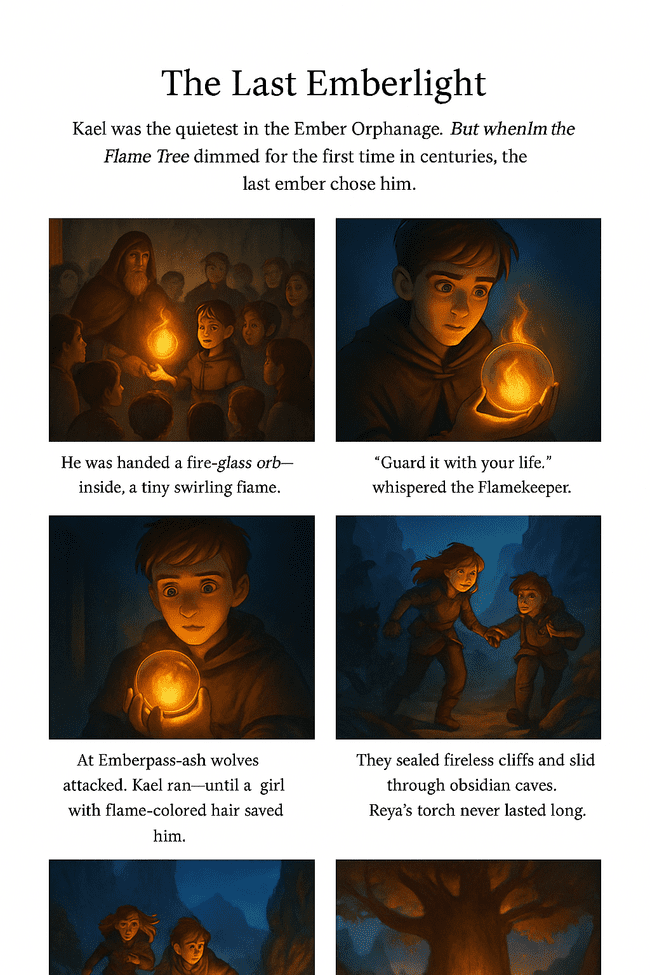 The Last Emberlight
Kael was the quietest in the Ember Orphanage. But whenIm the
Flame Tree dimmed for the first time in centuries, the
last ember chose him.
He was handed a fire-glass orb—
inside, a tiny swirling fiame.
“Guard it with your life.”
whispered the Flamekeeper.
At Emberpass-ash wolves
attacked. Kael ran—until a girl
with flame-colored hair saved
him.
They sealed fireless cliffs and slid
through obsidian caves.
Reya’s torch never lasted long.